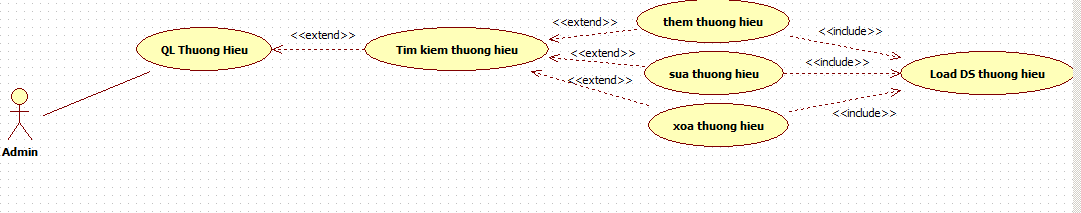 them thuong hieu
<<extend>>
<<include>>
<<extend>>
QL Thuong Hieu
Tim kiem thuong hieu
<<extend>>
<<include>>
sua thuong hieu
Load DS thuong hieu
<<extend>>
<<include>>
xoa thuong hieu
Admin